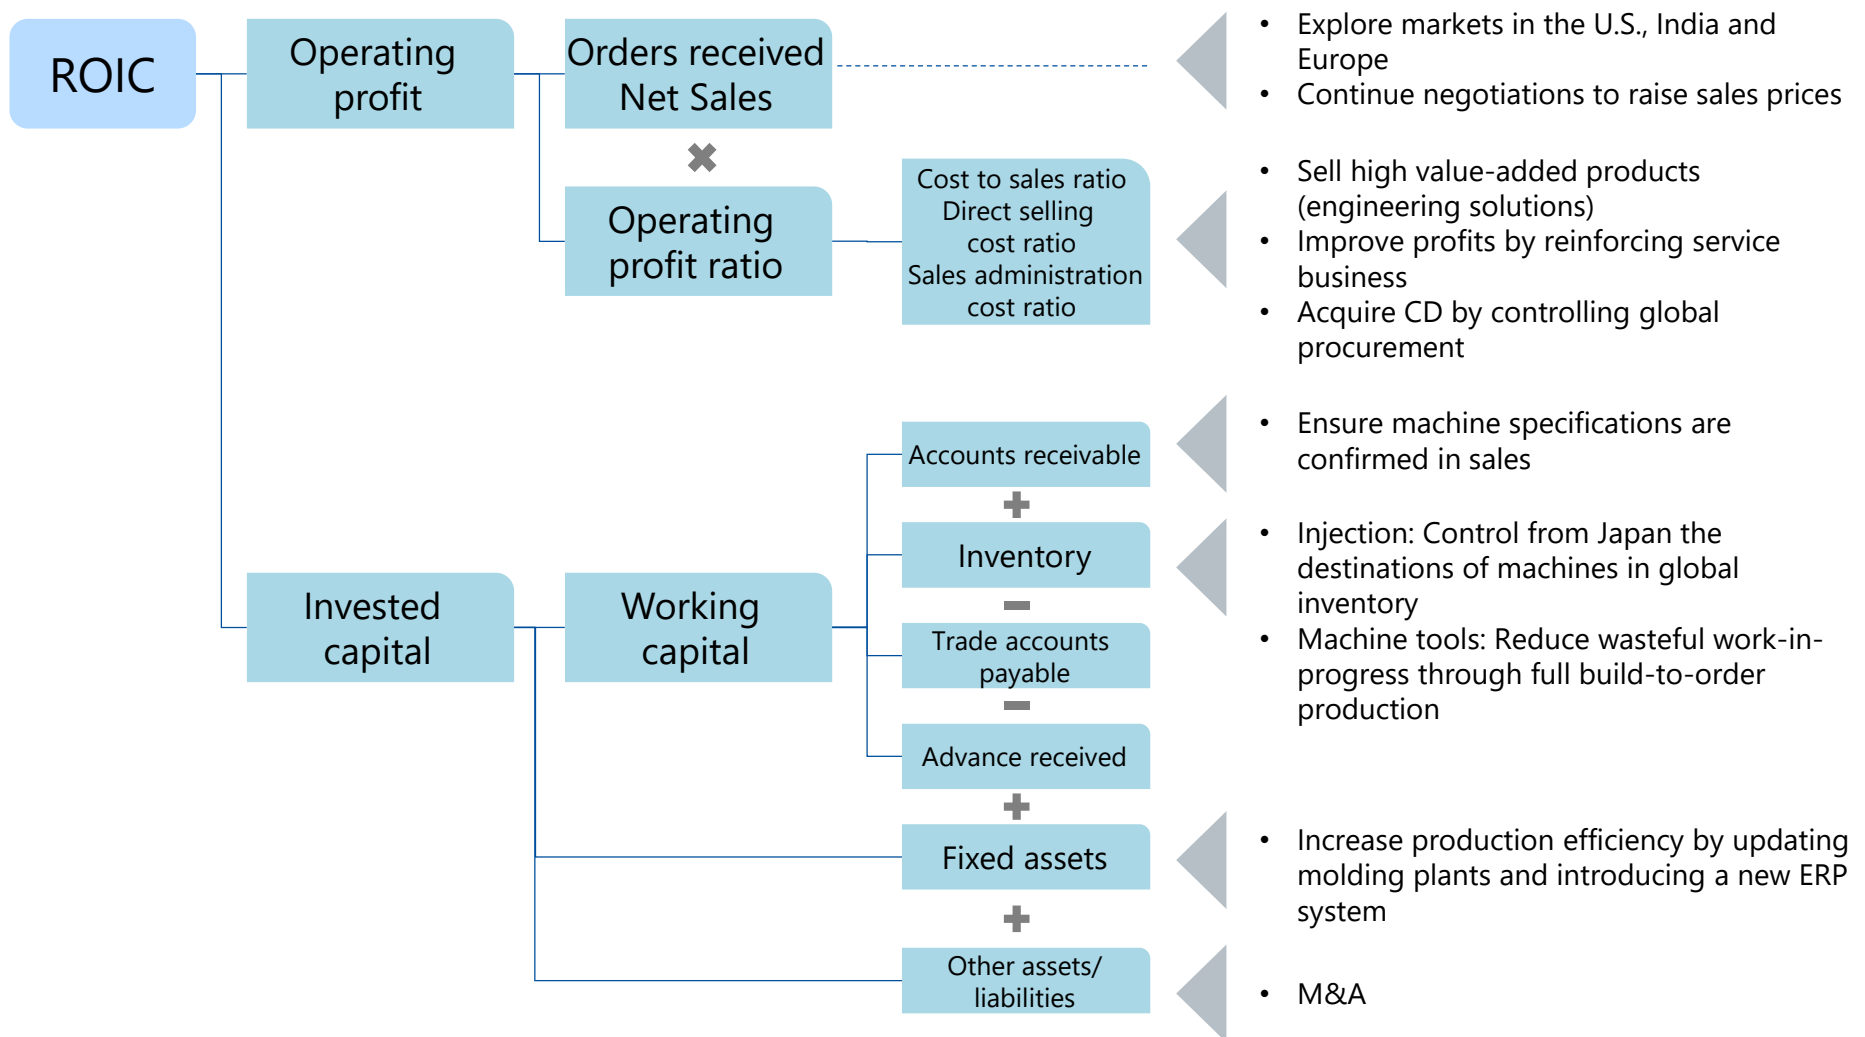 ROIC
Operating
profit
Orders received
Net Sales
• Explore markets in the U.S., India and
Europe
• Continue negotiations to raise sales prices
Operating
profit ratio
Cost to sales ratio
Direct selling
cost ratio
Sales administration
cost ratio
• Sell high value-added products
(engineering solutions)
• Improve profits by reinforcing service
business
• Acquire CD by controlling global
procurement
Invested
capital
Working
capital
Accounts receivable
• Ensure machine specifications are
confirmed in sales
Inventory
• Injection: Control from Japan the
destinations of machines in global
inventory
• Machine tools: Reduce wasteful work-in-
progress through full build-to-order
production
Trade accounts
payable
Advance received
Fixed assets
• Increase production efficiency by updating
molding plants and introducing a new ERP
system
Other assets/
liabilities
• M&A